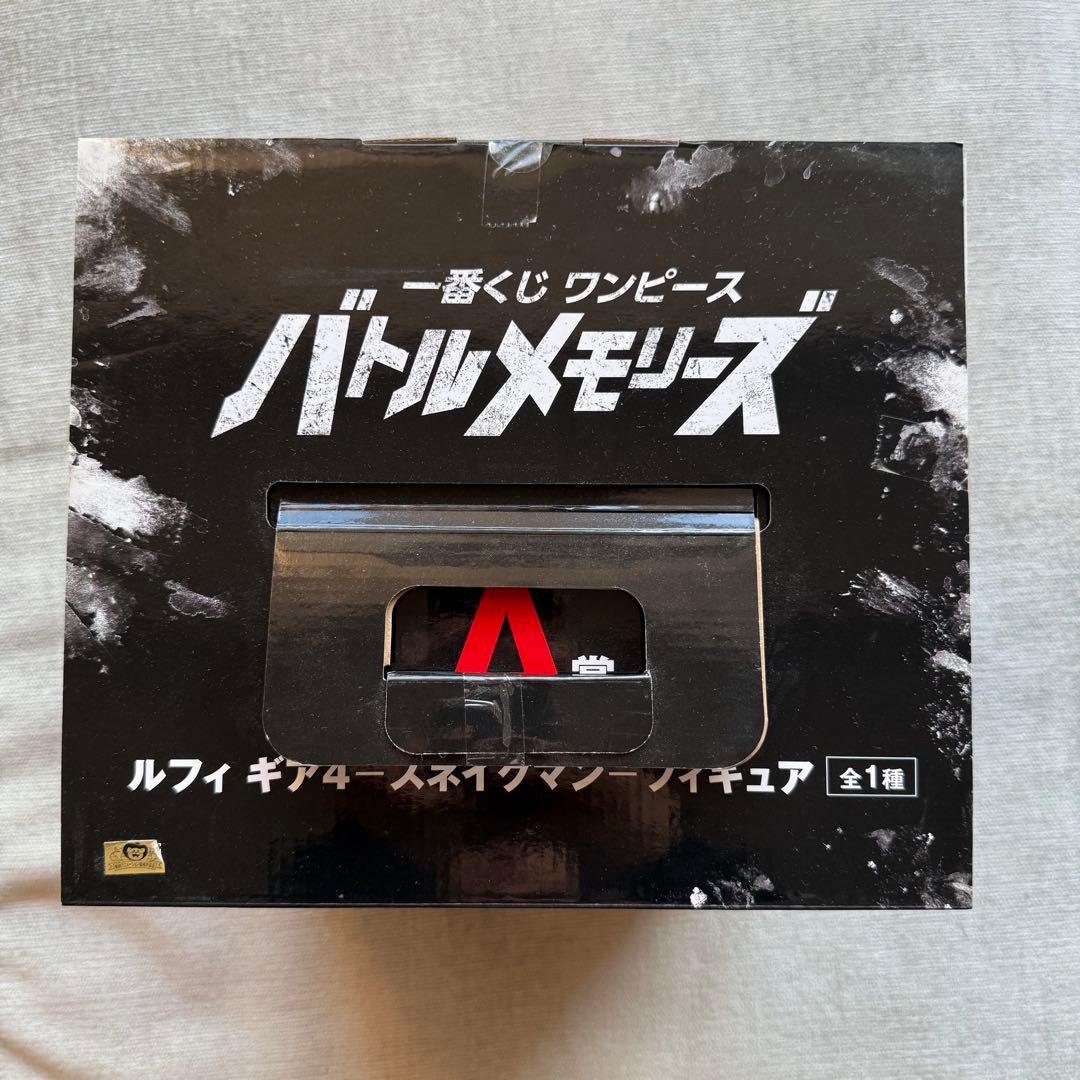 一番くじ ワンピース
バトルメモリーズ
A賞
ルフィ ギア4ースネイクマンーフィギュア 全1種